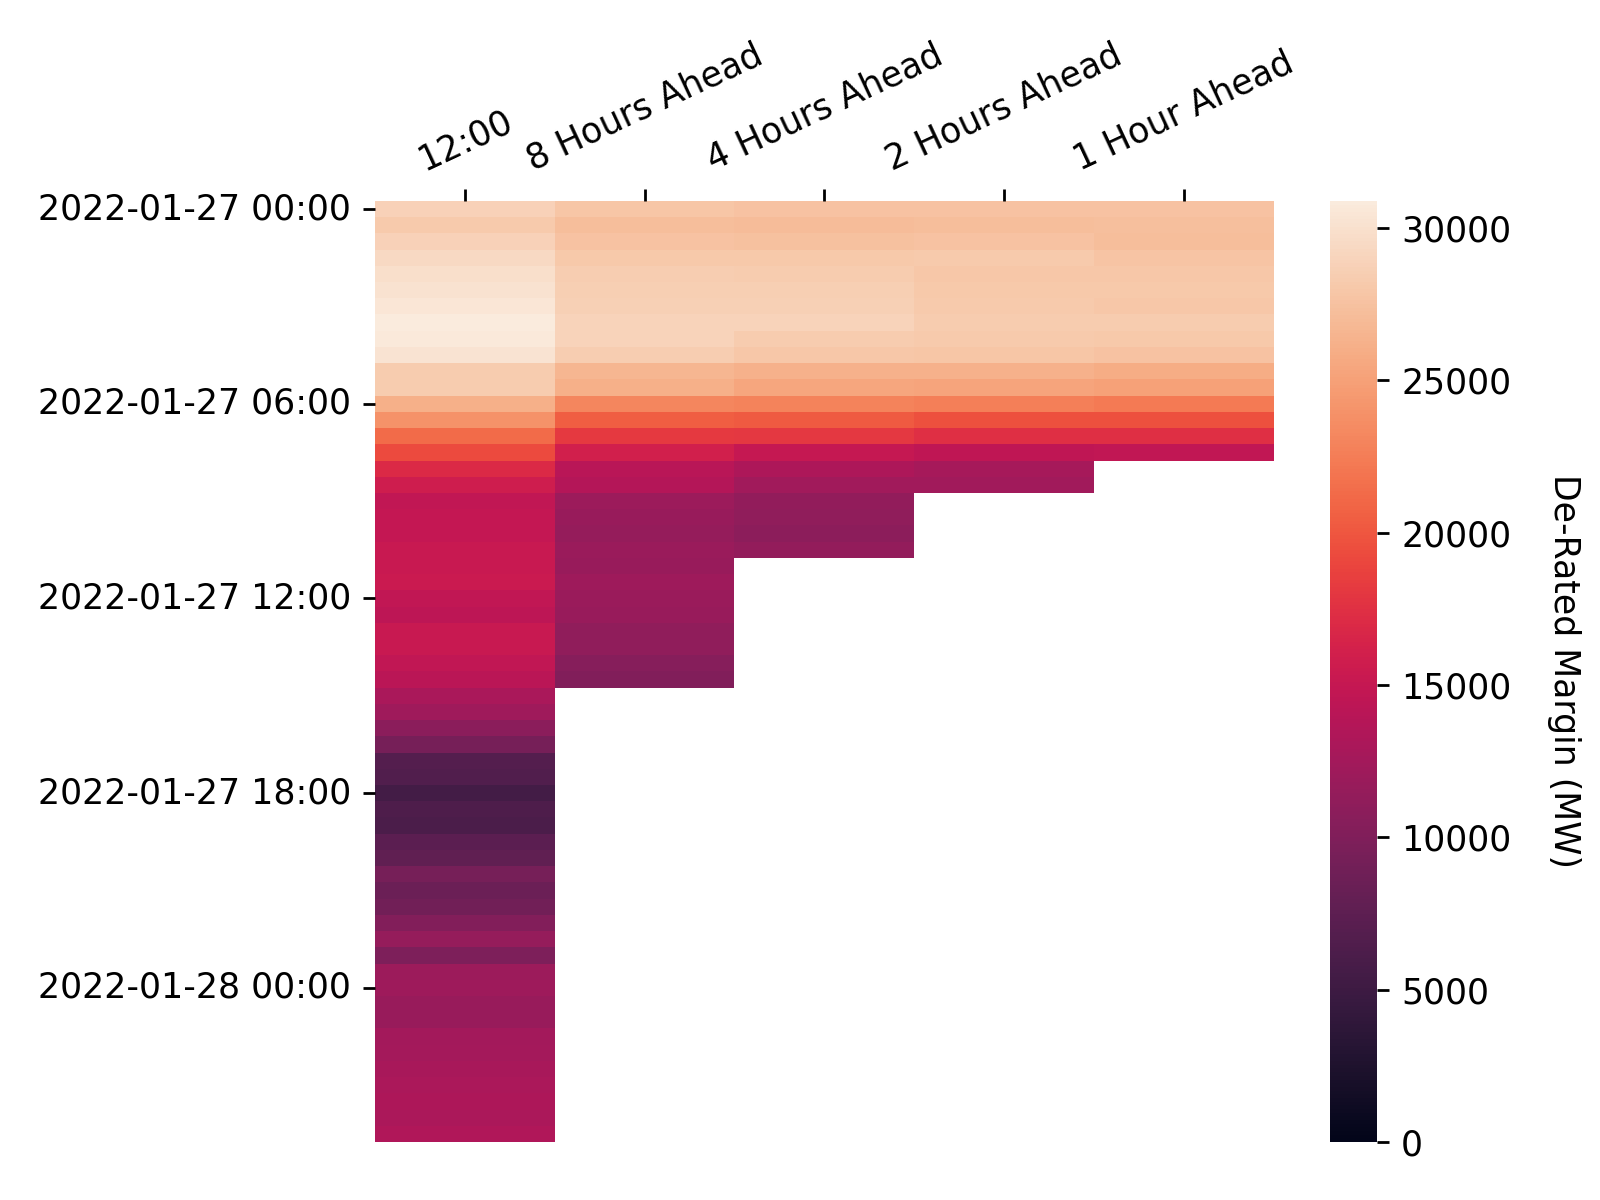 12:00
8 Hours Ahead
4 Hours Ahead
2 Hours Ahead
1 Hour Ahead
2022-01-27 00:00
2022-01-27 06:00
2022-01-27 12:00
2022-01-27 18:00
2022-01-28 00:00
30000
25000
20000
15000
10000
5000
0
De-Rated Margin (MW)